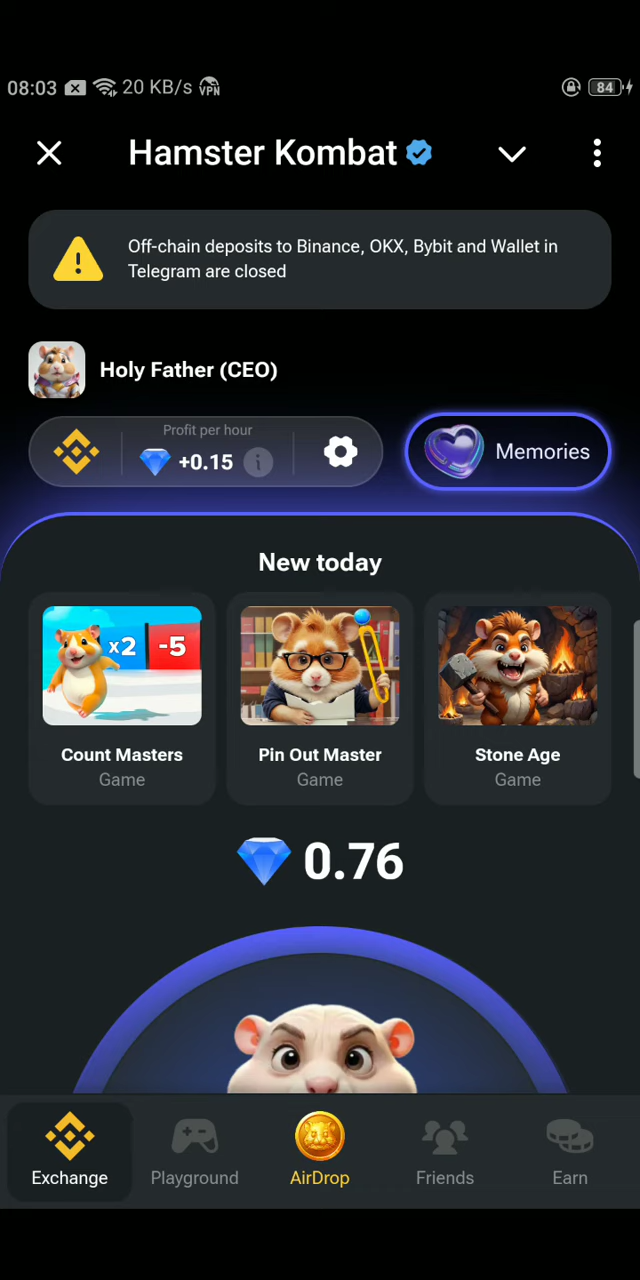 08:03 20 KB/s VPN 84
Hamster Kombat
Off-chain deposits to Binance, OKX, Bybit and Wallet in
Telegram are closed
Holy Father (CEO)
Profit per hour
+0.15
Memories
New today
x2 -5
Count Masters
Game
Pin Out Master
Game
Stone Age
Game
0.76
Exchange Playground AirDrop Friends Earn